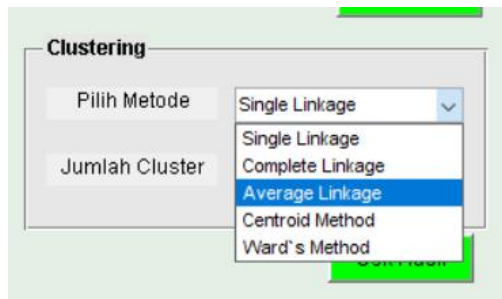 Clustering
Pilih Metode
Single Linkage
Single Linkage
Complete Linkage
Jumlah Cluster
Average Linkage
Centroid Method
Ward`s Method